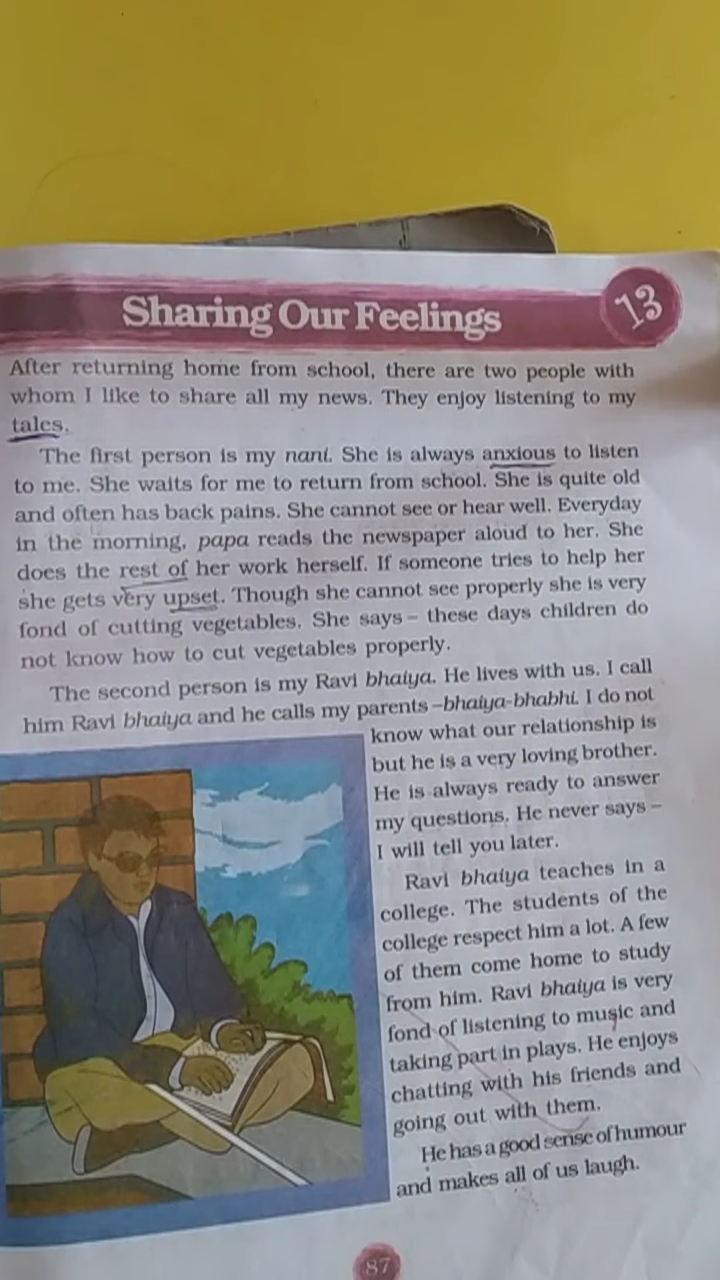 Sharing Our Feelings
13
After returning home from school, there are two people with
whom I like to share all my news. They enjoy listening to my
tales.
The first person is my nani. She is always anxious to listen
to me. She waits for me to return from school. She is quite old
and often has back pains. She cannot see or hear well. Everyday
in the morning, papa reads the newspaper aloud to her. She
does the rest of her work herself. If someone tries to help her
she gets very upset. Though she cannot see properly she is very
fond of cutting vegetables. She says – these days children do
not know how to cut vegetables properly.
The second person is my Ravi bhaiya. He lives with us. I call
him Ravi bhaiya and he calls my parents –bhaiya-bhabhi. I do not
know what our relationship is
but he is a very loving brother.
He is always ready to answer
my questions. He never says –
I will tell you later.
Ravi bhaiya teaches in a
college. The students of the
college respect him a lot. A few
of them come home to study
from him. Ravi bhaiya is very
fond of listening to music and
taking part in plays. He enjoys
chatting with his friends and
going out with them.
He has a good sense of humour
and makes all of us laugh.
87